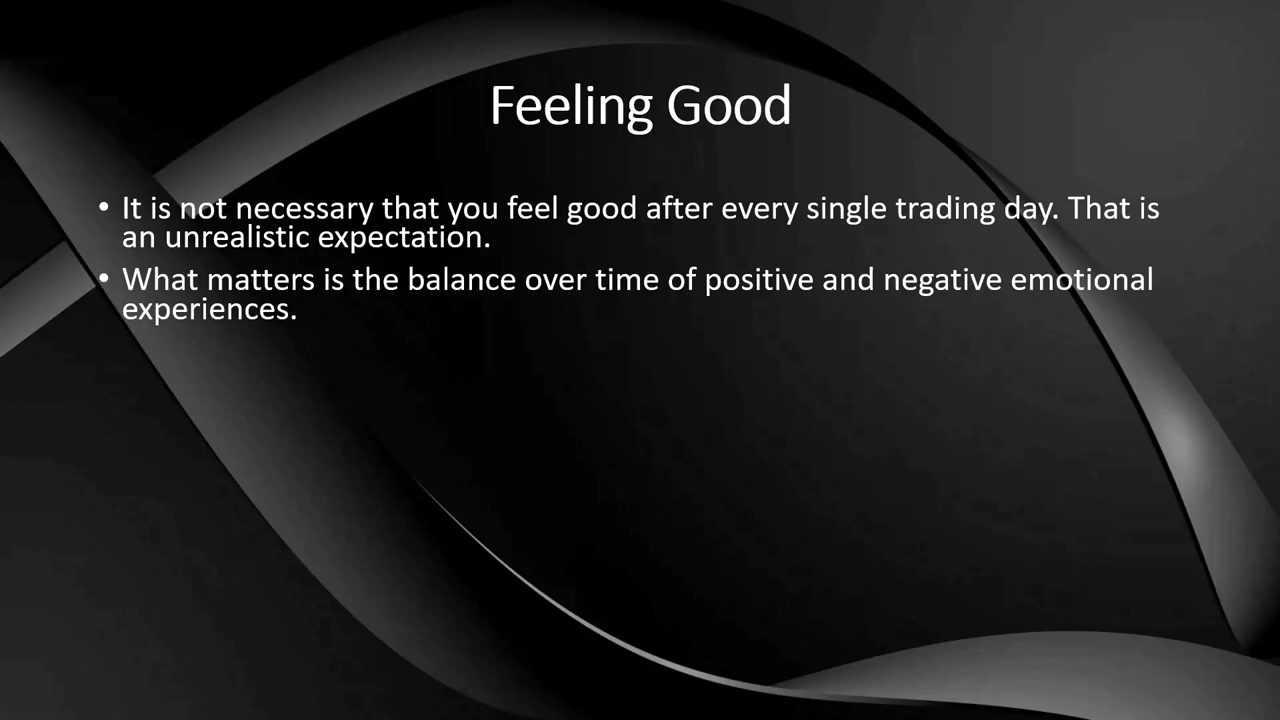 Feeling Good
• It is not necessary that you feel good after every single trading day. That is
an unrealistic expectation.
• What matters is the balance over time of positive and negative emotional
experiences.